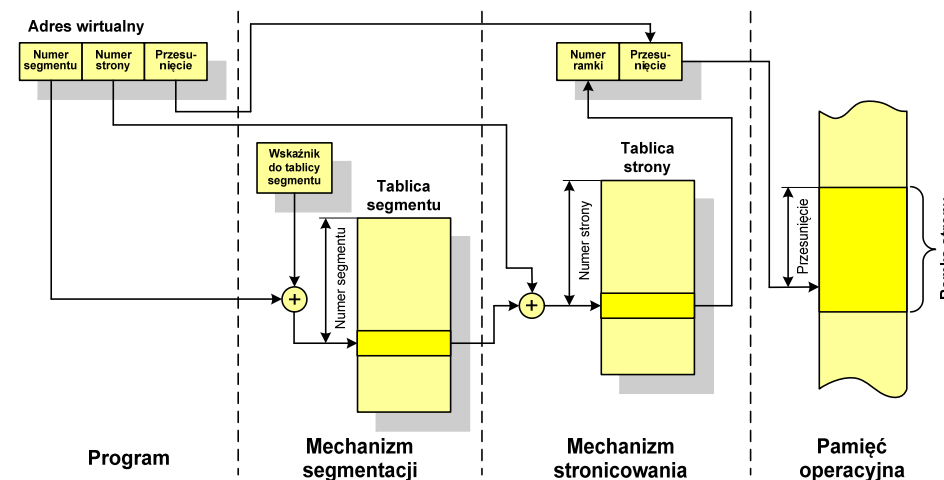 Adres wirtualny
Numer
segmentu
Numer
strony
Przesu-
nięcie
Numer
ramki
Przesu-
nięcie
Wskaźnik
do tablicy
segmentu
+
Numer segmentu
Tablica
segmentu
+
Numer strony
Tablica
strony
Przesunięcie
Program
Mechanizm
segmentacji
Mechanizm
stronicowania
Pamięć
operacyjna